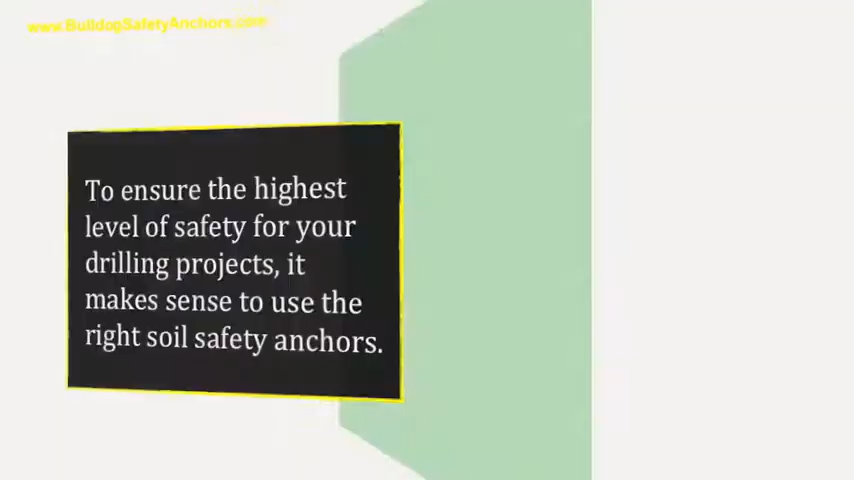 www.BulldogSafetyAnchors.com
To ensure the highest
level of safety for your
drilling projects, it
makes sense to use the
right soil safety anchors.